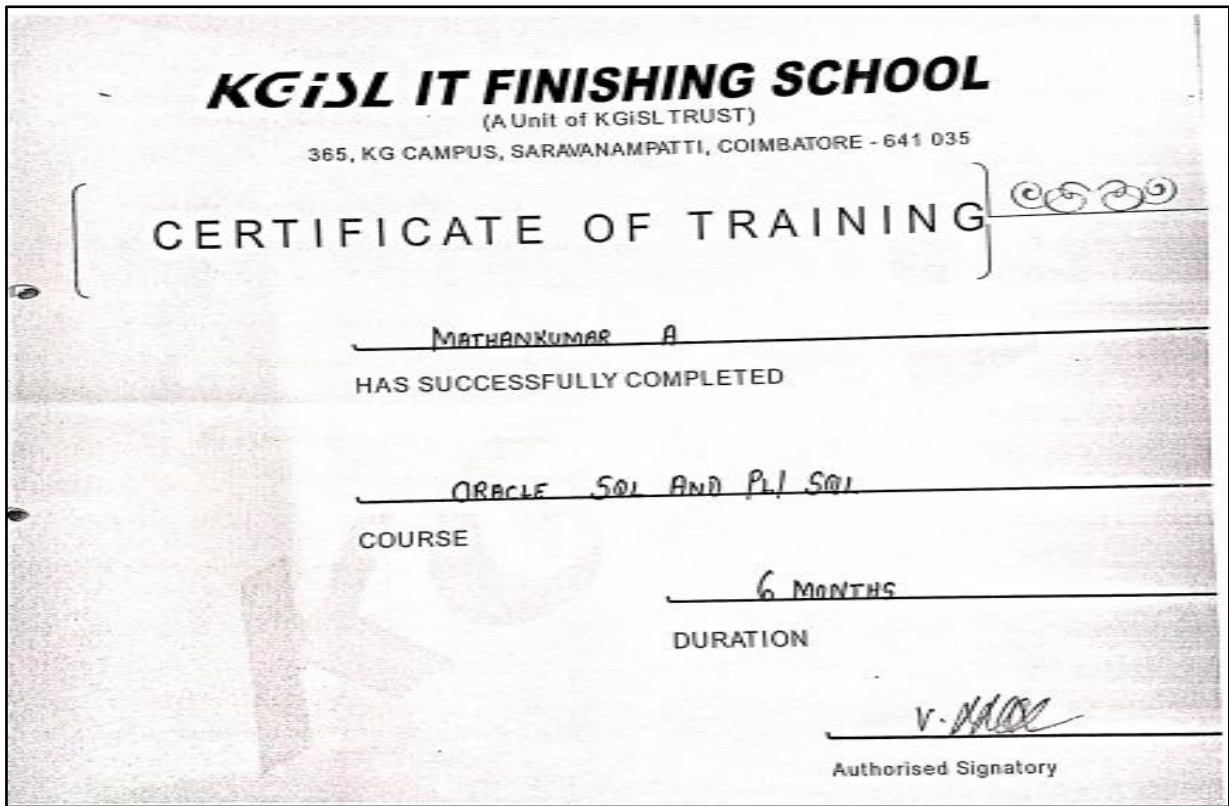 KGiSL IT FINISHING SCHOOL
(A Unit of KGiSL TRUST)
365, KG CAMPUS, SARAVANAMPATTI, COIMBATORE - 641 035
CERTIFICATE OF TRAINING
MATHANKUMAR A
HAS SUCCESSFULLY COMPLETED
ORACLE SQL AND PL/ SQL
COURSE
6 MONTHS
DURATION
V.
Authorised Signatory